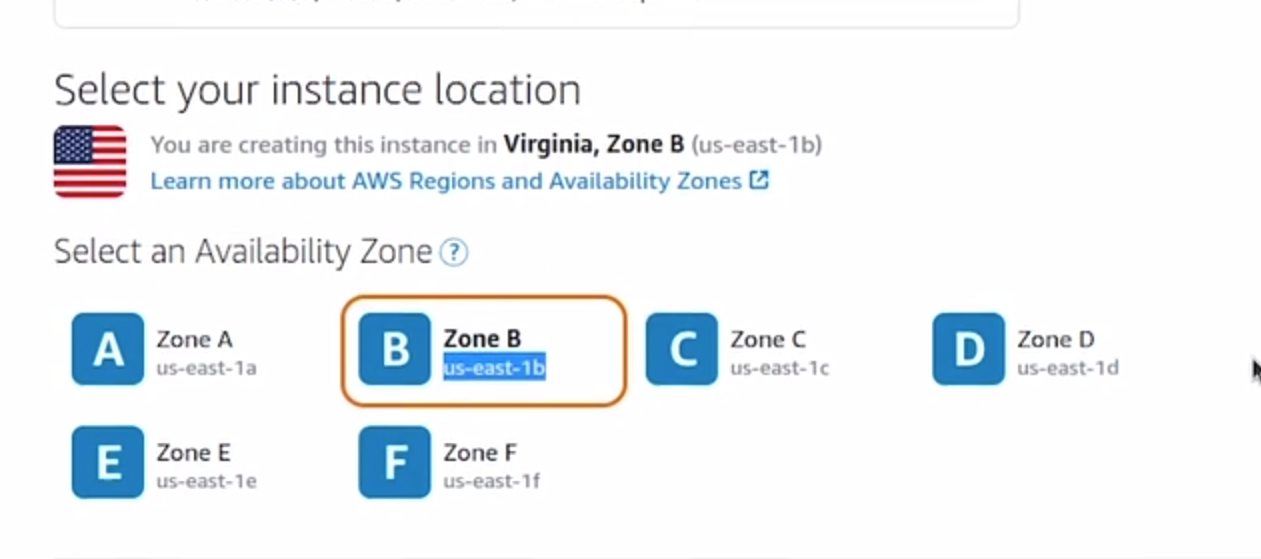 Select your instance location
You are creating this instance in Virginia, Zone B (us-east-1b)
Learn more about AWS Regions and Availability Zones
Select an Availability Zone ?
A Zone A
us-east-1a
B Zone B
us-east-1b
C Zone C
us-east-1c
D Zone D
us-east-1d
E Zone E
us-east-1e
F Zone F
us-east-1f